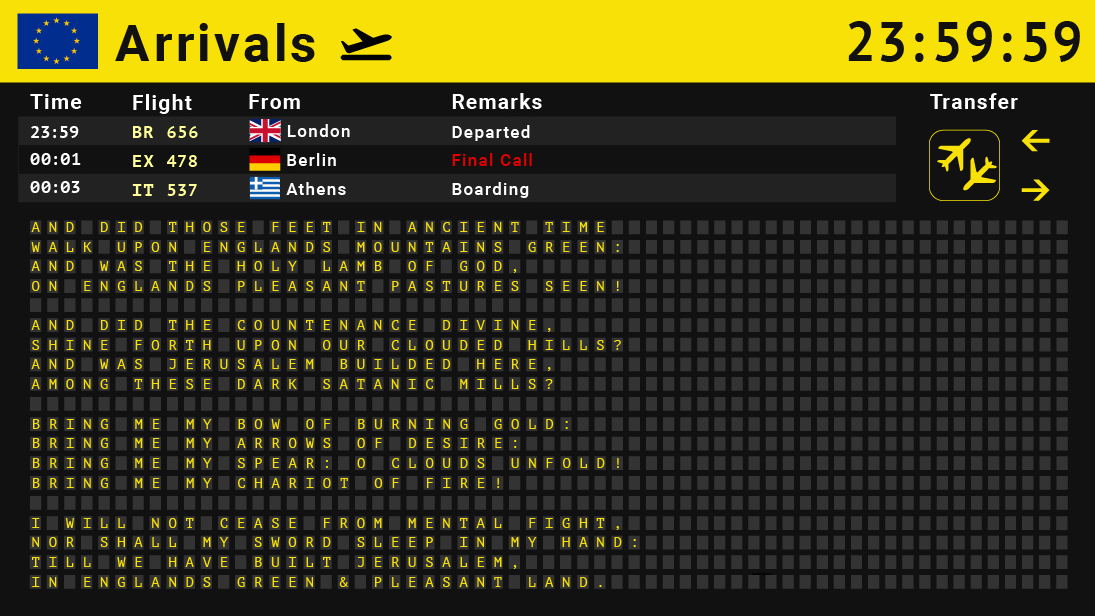 Arrivals 23:59:59
Time Flight From Remarks Transfer
23:59 BR 656 London Departed
00:01 EX 478 Berlin Final Call
00:03 IT 537 Athens Boarding
AND DID THOSE FEET IN ANCIENT TIME
WALK UPON ENGLANDS MOUNTAINS GREEN:
AND WAS THE HOLY LAMB OF GOD,
ON ENGLANDS PLEASANT PASTURES SEEN!
AND DID THE COUNTENANCE DIVINE,
SHINE FORTH UPON OUR CLOUDED HILLS?
AND WAS JERUSALEM BUILDED HERE,
AMONG THESE DARK SATANIC MILLS?
BRING ME MY BOW OF BURNING GOLD:
BRING ME MY ARROWS OF DESIRE:
BRING ME MY SPEAR: O CLOUDS UNFOLD!
BRING ME MY CHARIOT OF FIRE!
I WILL NOT CEASE FROM MENTAL FIGHT,
NOR SHALL MY SWORD SLEEP IN MY HAND:
TILL WE HAVE BUILT JERUSALEM,
IN ENGLANDS GREEN & PLEASANT LAND.